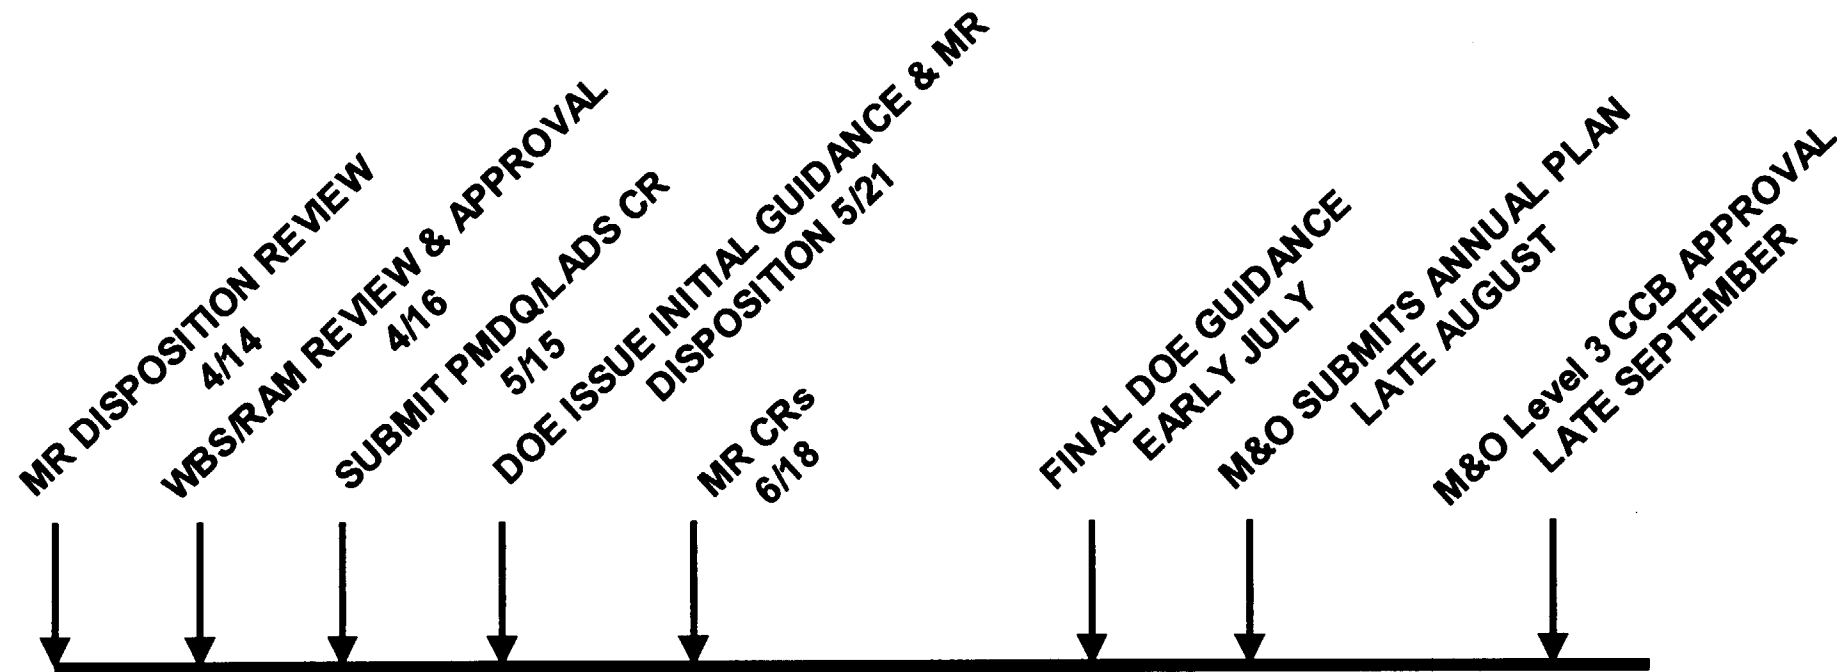 MR DISPOSITION REVIEW
4/14
WBS/RAM REVIEW & APPROVAL
4/16
SUBMIT PMDQ/LADS CR
5/15
DOE ISSUE INITIAL GUIDANCE & MR
DISPOSITION 5/21
MR CRs
6/18
FINAL DOE GUIDANCE
EARLY JULY
M&O SUBMITS ANNUAL PLAN
LATE AUGUST
M&O Level 3 CCB APPROVAL
LATE SEPTEMBER